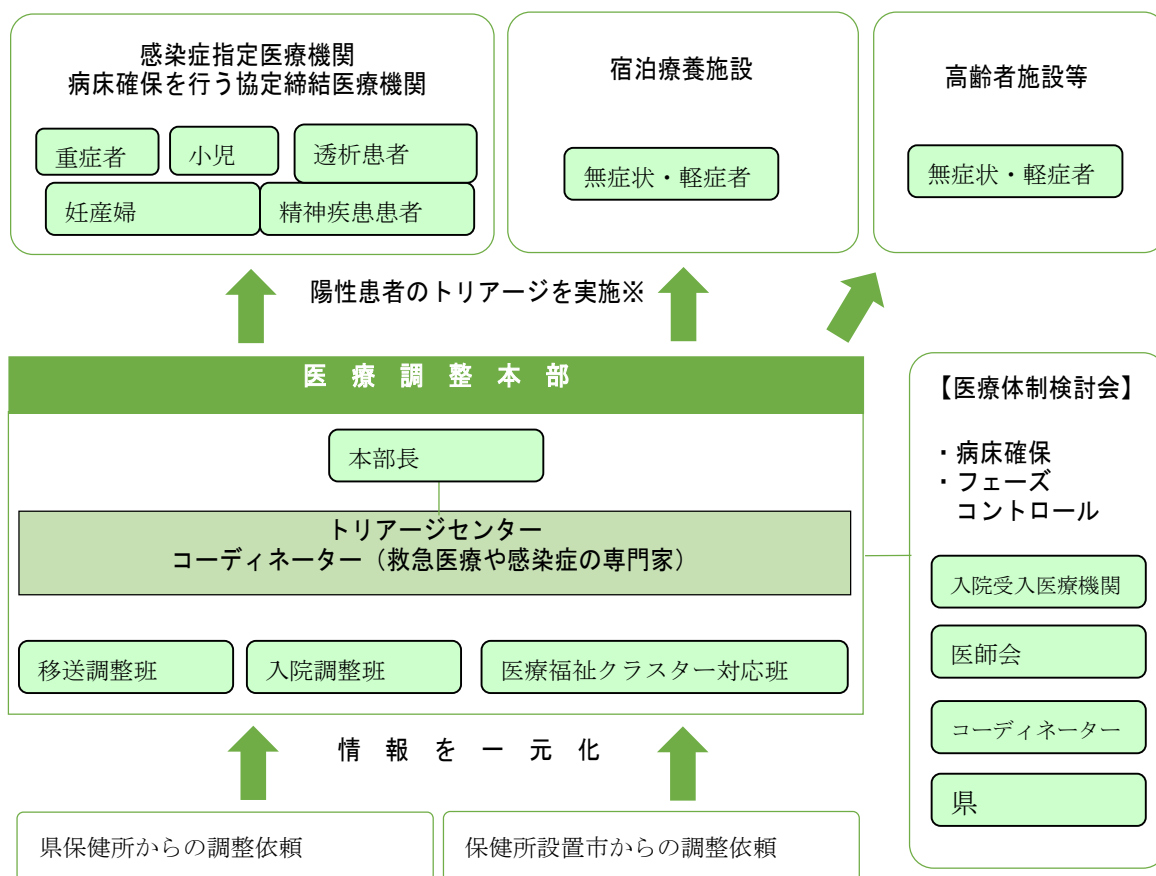 感染症指定医療機関
病床確保を行う協定締結医療機関
重症者
小児
透析患者
妊産婦
精神疾患患者
宿泊療養施設
無症状・軽症者
高齢者施設等
無症状・軽症者
陽性患者のトリアージを実施※
医療調整本部
本部長
トリアージセンター
コーディネーター（救急医療や感染症の専門家）
移送調整班
入院調整班
医療福祉クラスター対応班
情報を一元化
県保健所からの調整依頼
保健所設置市からの調整依頼
【医療体制検討会】
・病床確保
・フェーズ
コントロール
入院受入医療機関
医師会
コーディネーター
県